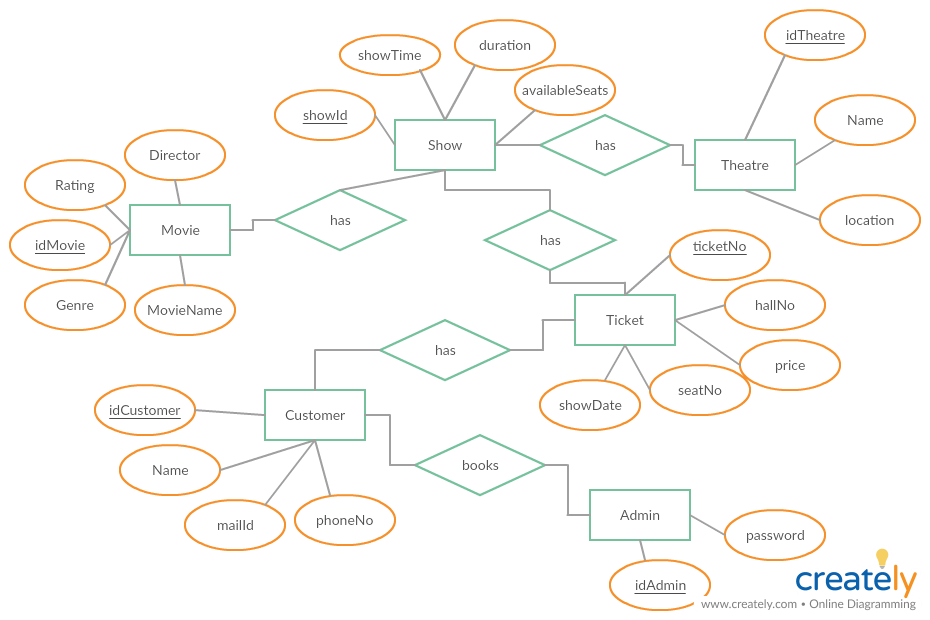 idTheatre
duration
showTime
availableSeats
showId
Name
Show
has
Theatre
Director
Rating
has
Movie
location
idMovie
has
ticketNo
Genre
MovieName
hallNo
Ticket
has
price
seatNo
showDate
idCustomer
Customer
Name
books
mailId
phoneNo
Admin
password
idAdmin
creately
www.creately.com • Online Diagramming